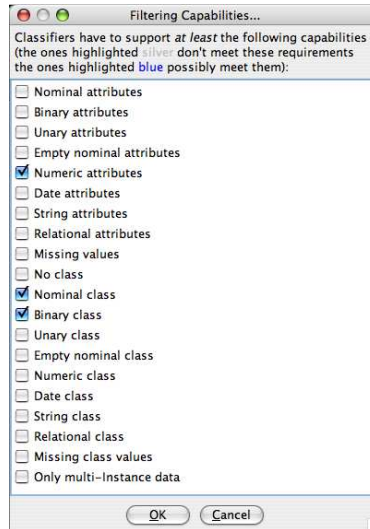 Filtering Capabilities...
Classifiers have to support at least the following capabilities
(the ones highlighted silver don't meet these requirements
the ones highlighted blue possibly meet them):
Nominal attributes
Binary attributes
Unary attributes
Empty nominal attributes
Numeric attributes
Date attributes
String attributes
Relational attributes
Missing values
No class
Nominal class
Binary class
Unary class
Empty nominal class
Numeric class
Date class
String class
Relational class
Missing class values
Only multi-Instance data
OK Cancel